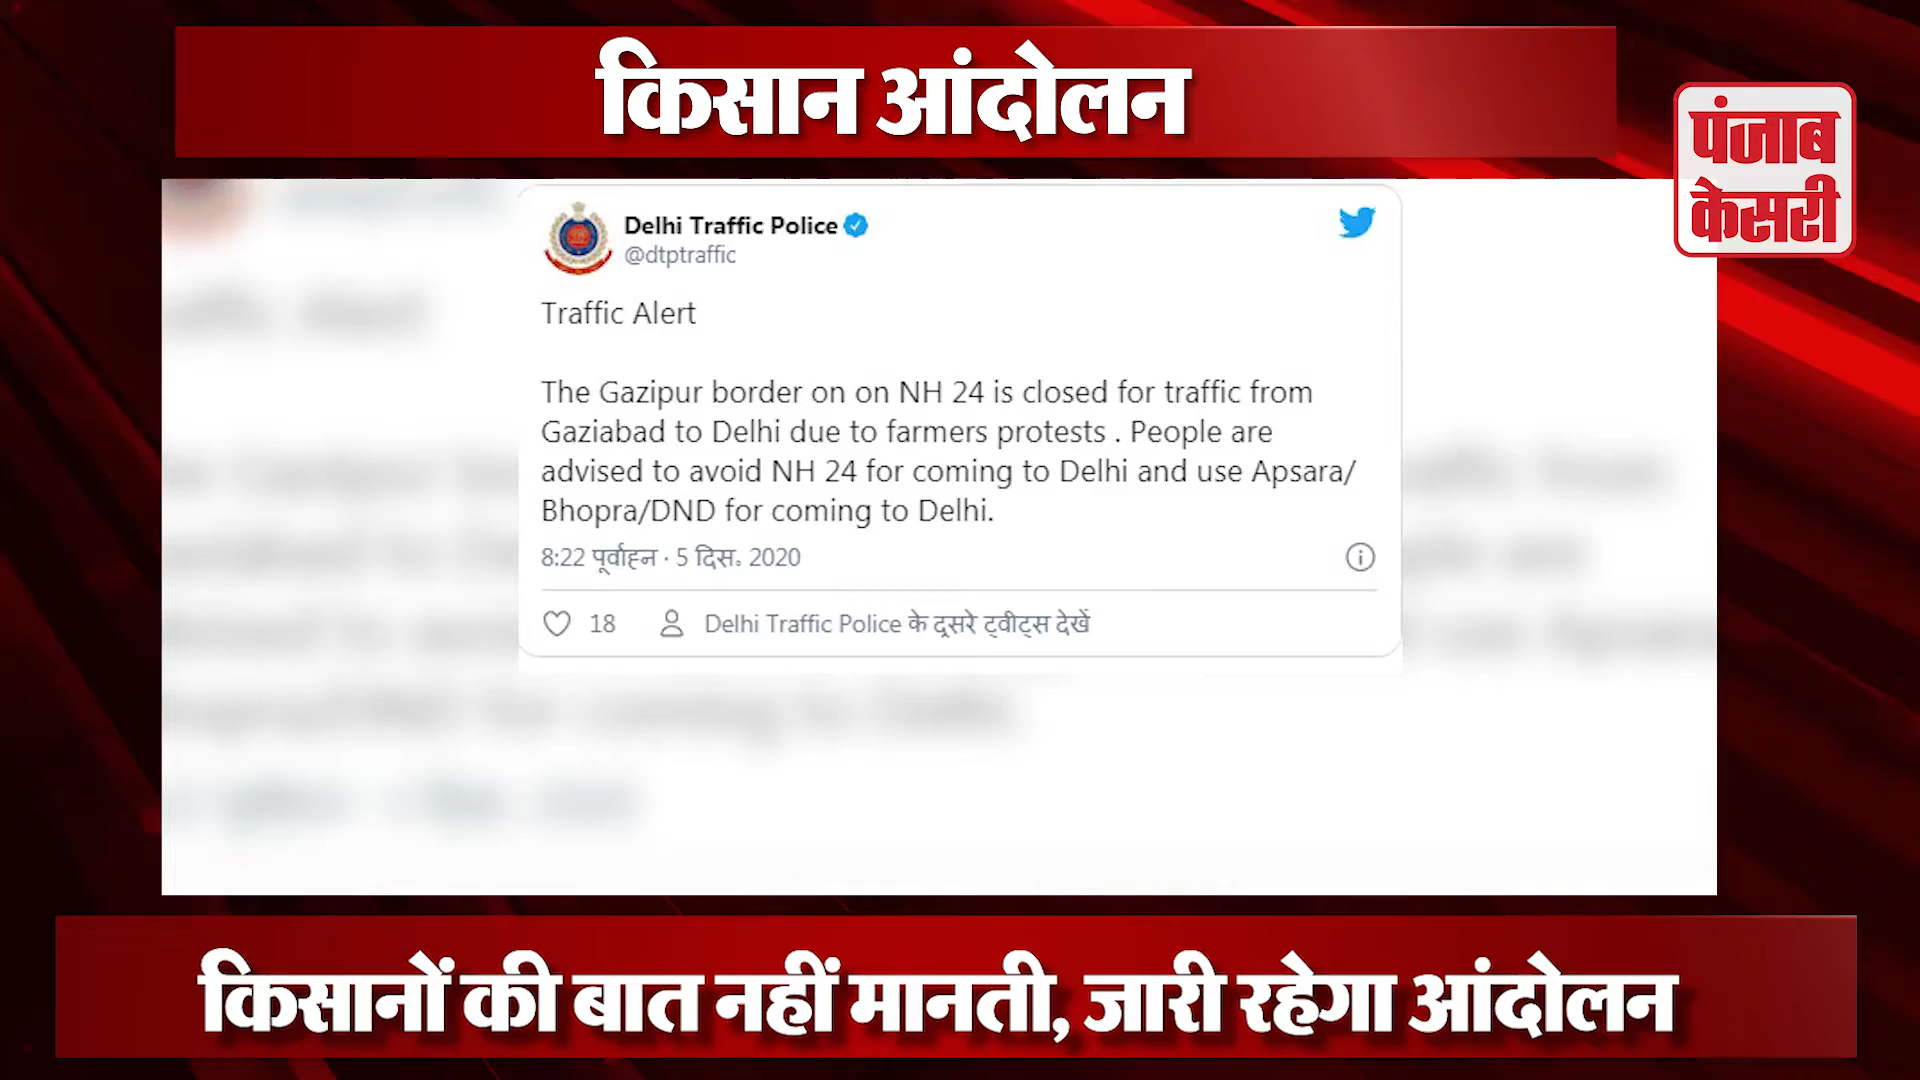 किसान आंदोलन
पंजाब
केसरी
Delhi Traffic Police
@dtptraffic
Traffic Alert
The Gazipur border on on NH 24 is closed for traffic from
Gaziabad to Delhi due to farmers protests . People are
advised to avoid NH 24 for coming to Delhi and use Apsara/
Bhopra/DND for coming to Delhi.
8:22 पूर्वाह्न · 5 दिस॰ 2020
18 Delhi Traffic Police के दूसरे ट्वीट्स देखें
किसानों की बात नहीं मानती, जारी रहेगा आंदोलन